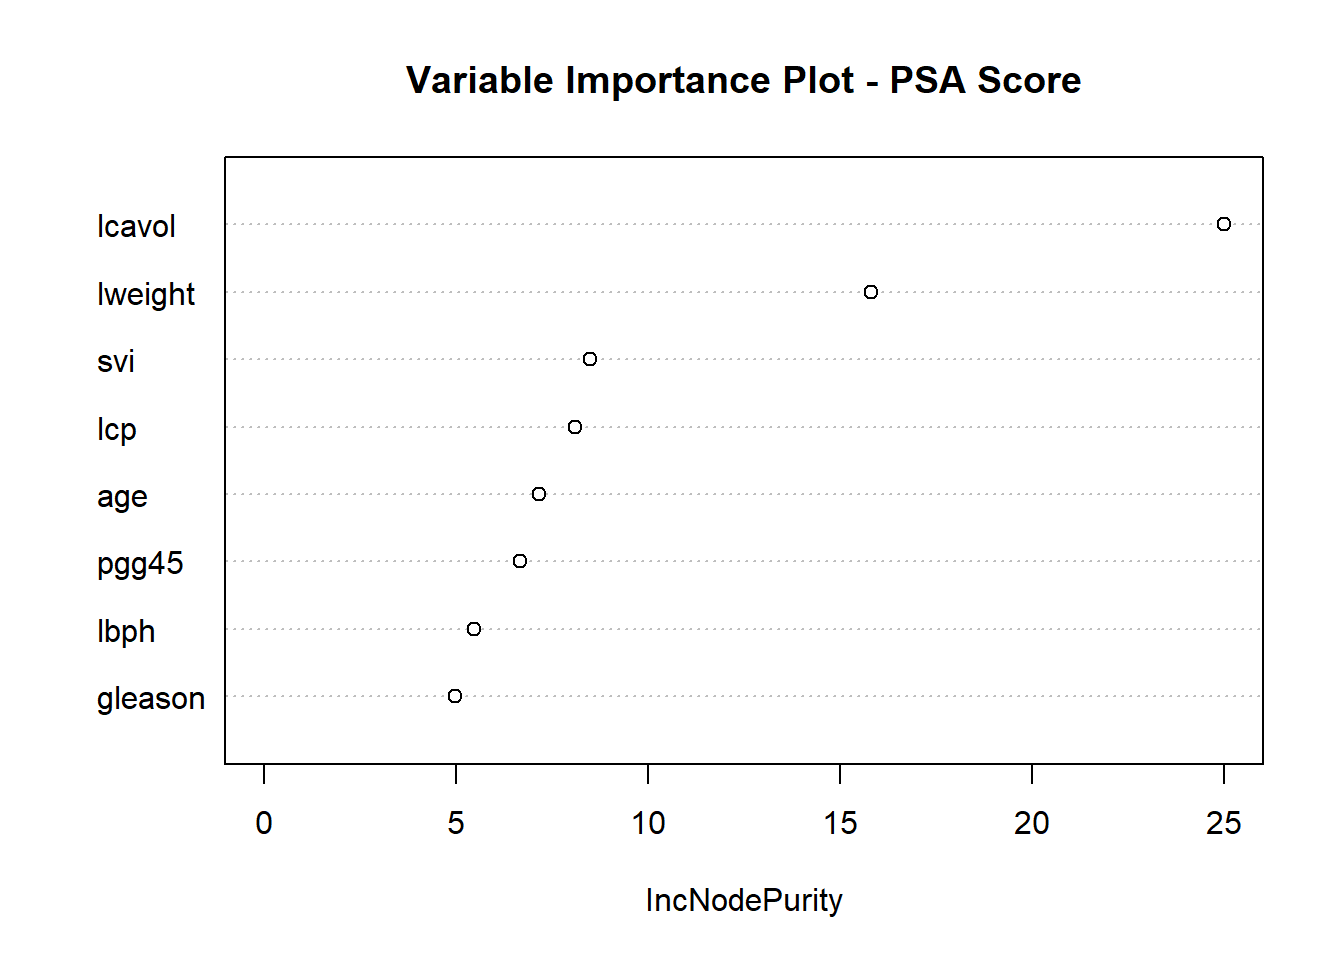 Variable Importance Plot - PSA Score
lcavol
lweight
svi
lcp
age
pgg45
lbph
gleason
0 5 10 15 20 25
IncNodePurity